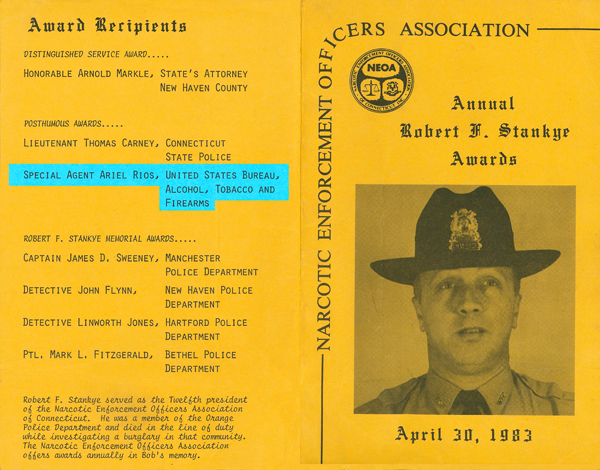 Award Recipients
DISTINGUISHED SERVICE AWARD.....
HONORABLE ARNOLD MARKLE, STATE'S ATTORNEY
NEW HAVEN COUNTY
POSTHUMOUS AWARDS.....
LIEUTENANT THOMAS CARNEY, CONNECTICUT
STATE POLICE
SPECIAL AGENT ARIEL RIOS, UNITED STATES BUREAU,
ALCOHOL, TOBACCO AND
FIREARMS
ROBERT F. STANKYE MEMORIAL AWARDS.....
CAPTAIN JAMES D. SWEENEY, MANCHESTER
POLICE DEPARTMENT
DETECTIVE JOHN FLYNN, NEW HAVEN POLICE
DEPARTMENT
DETECTIVE LINWORTH JONES, HARTFORD POLICE
DEPARTMENT
PTL. MARK L. FITZGERALD, BETHEL POLICE
DEPARTMENT
Robert F. Stankye served as the Twelfth president
of the Narcotic Enforcement Officers Association
of Connecticut. He was a member of the Orange
Police Department and died in the line of duty
while investigating a burglary in that community.
The Narcotic Enforcement Officers Association
offers awards annually in Bob's memory.
NARCOTIC ENFORCEMENT OFFICERS ASSOCIATION
NEOA
Annual
Robert F. Stankye
Awards
April 30, 1983